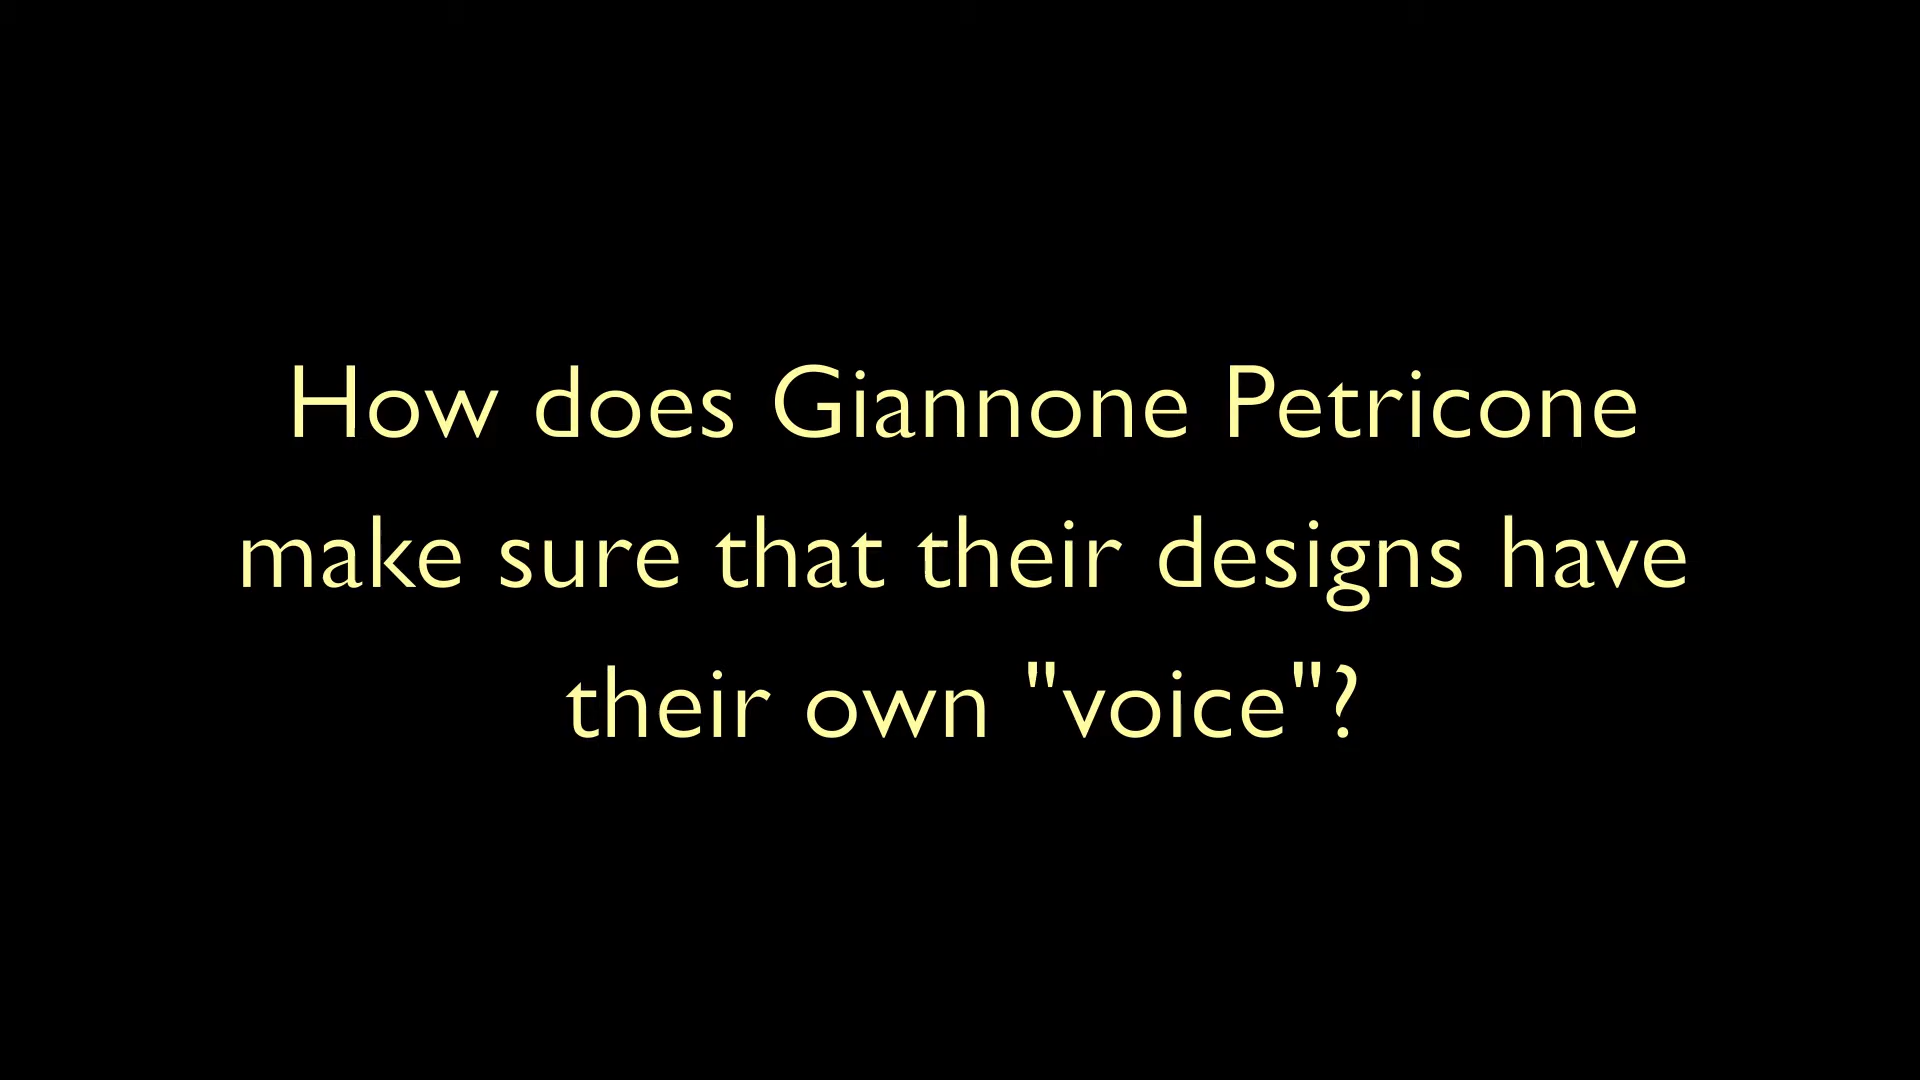 How does Giannone Petricone
make sure that their designs have
their own "voice"?